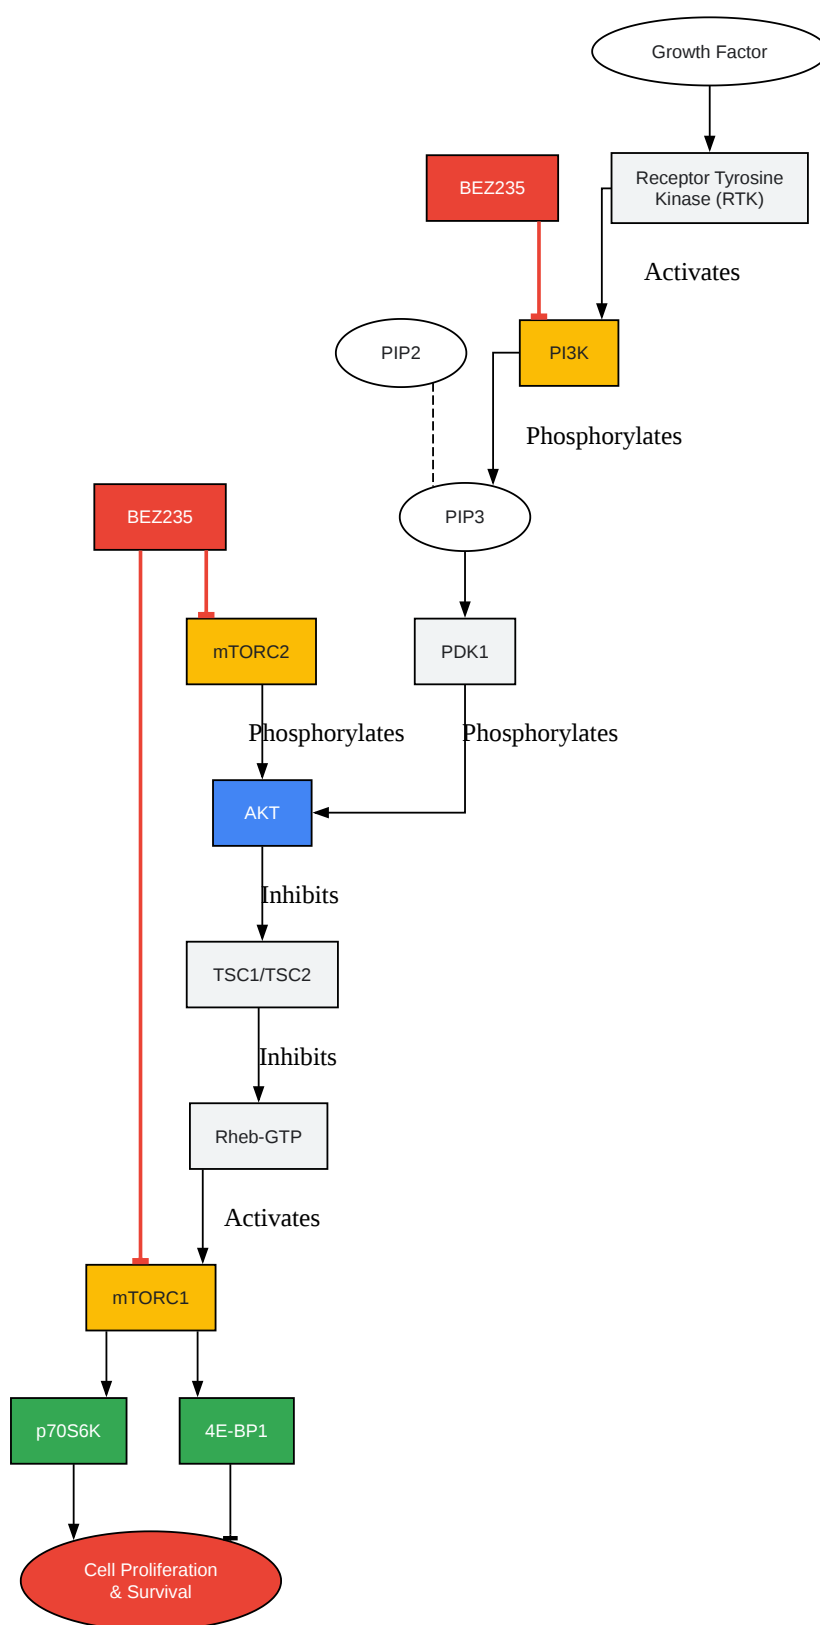 Growth Factor
Receptor Tyrosine
Kinase (RTK)
BEZ235
Activates
PIP2
PI3K
Phosphorylates
BEZ235
PIP3
mTORC2
PDK1
Phosphorylates
Phosphorylates
AKT
Inhibits
TSC1/TSC2
Inhibits
Rheb-GTP
Activates
mTORC1
p70S6K
4E-BP1
Cell Proliferation
& Survival